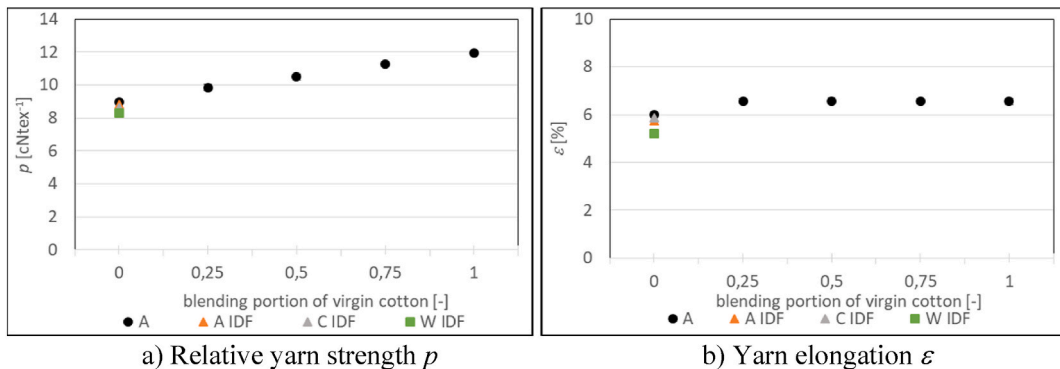 14
12
10
8
6
4
2
0
p [cNtex⁻¹]
0 0,25 0,5 0,75 1
blending portion of virgin cotton [-]
A A IDF C IDF W IDF
a) Relative yarn strength p
10
8
6
4
2
0
ε [%]
0 0,25 0,5 0,75 1
blending portion of virgin cotton [-]
A A IDF C IDF W IDF
b) Yarn elongation ε